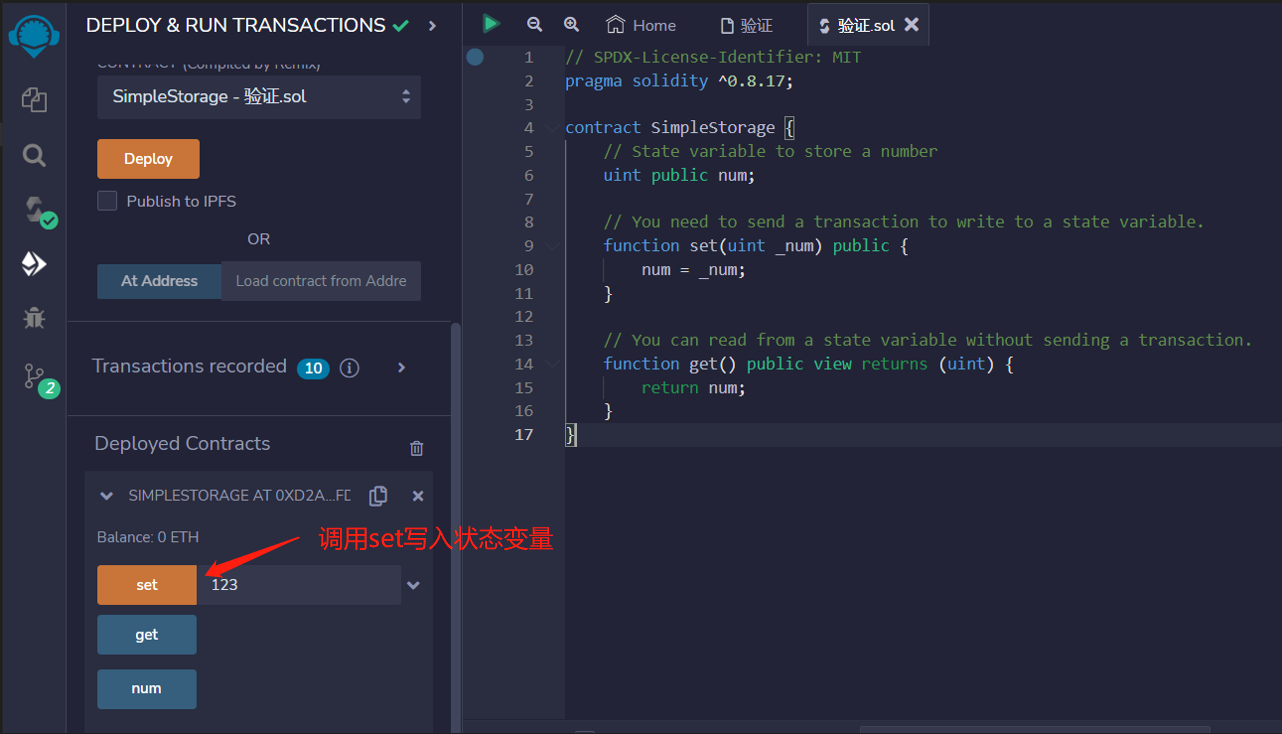 DEPLOY & RUN TRANSACTIONS
CONTRACT (Compiled by Remix)
SimpleStorage - 验证.sol
Deploy
Publish to IPFS
OR
At Address
Load contract from Addre
Transactions recorded 10 i
2
Deployed Contracts
SIMPLESTORAGE AT 0XD2A...FD
Balance: 0 ETH
调用set写入状态变量
set 123
get
num
Home 验证 验证.sol
1 // SPDX-License-Identifier: MIT
2 pragma solidity ^0.8.17;
3
4 contract SimpleStorage {
5 // State variable to store a number
6 uint public num;
7
8 // You need to send a transaction to write to a state variable.
9 function set(uint _num) public {
10 num = _num;
11 }
12
13 // You can read from a state variable without sending a transaction.
14 function get() public view returns (uint) {
15 return num;
16 }
17 }